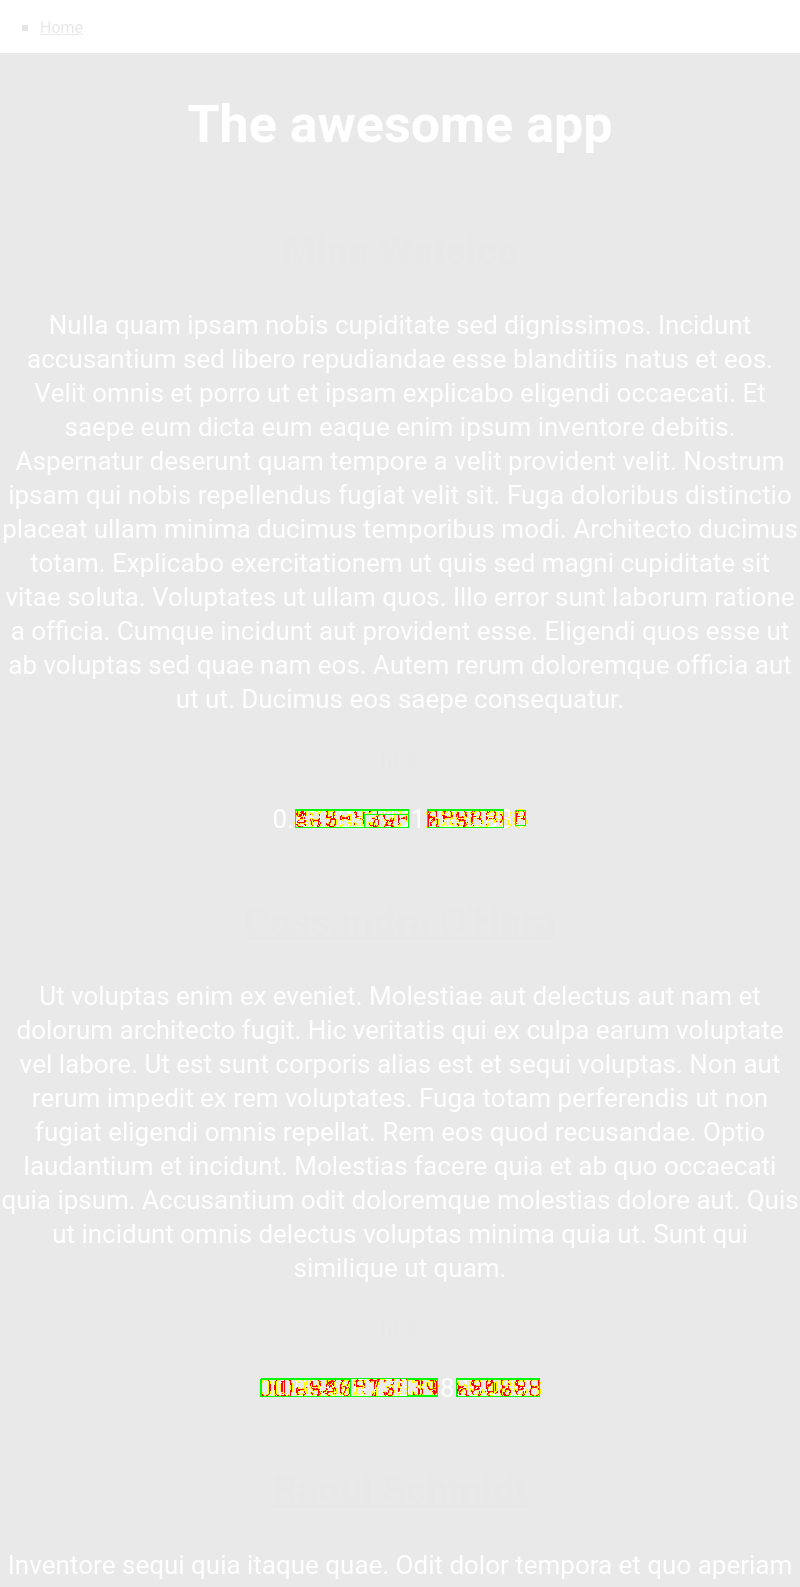 Home
The awesome app
Nulla quam ipsam nobis cupiditate sed dignissimos. Incidunt
accusantium sed libero repudiandae esse blanditiis natus et eos.
Velit omnis et porro ut et ipsam explicabo eligendi occaecati. Et
saepe eum dicta eum eaque enim ipsum inventore debitis.
Aspernatur deserunt quam tempore a velit provident velit. Nostrum
ipsam qui nobis repellendus fugiat velit sit. Fuga doloribus distinctio
placeat ullam minima ducimus temporibus modi. Architecto ducimus
totam. Explicabo exercitationem ut quis sed magni cupiditate sit
vitae soluta. Voluptates ut ullam quos. Illo error sunt laborum ratione
a officia. Cumque incidunt aut provident esse. Eligendi quos esse ut
ab voluptas sed quae nam eos. Autem rerum doloremque officia aut
ut ut. Ducimus eos saepe consequatur.
Ut voluptas enim ex eveniet. Molestiae aut delectus aut nam et
dolorum architecto fugit. Hic veritatis qui ex culpa earum voluptate
vel labore. Ut est sunt corporis alias est et sequi voluptas. Non aut
rerum impedit ex rem voluptates. Fuga totam perferendis ut non
fugiat eligendi omnis repellat. Rem eos quod recusandae. Optio
laudantium et incidunt. Molestias facere quia et ab quo occaecati
quia ipsum. Accusantium odit doloremque molestias dolore aut. Quis
ut incidunt omnis delectus voluptas minima quia ut. Sunt qui
similique ut quam.
Inventore sequi quia itaque quae. Odit dolor tempora et quo aperiam